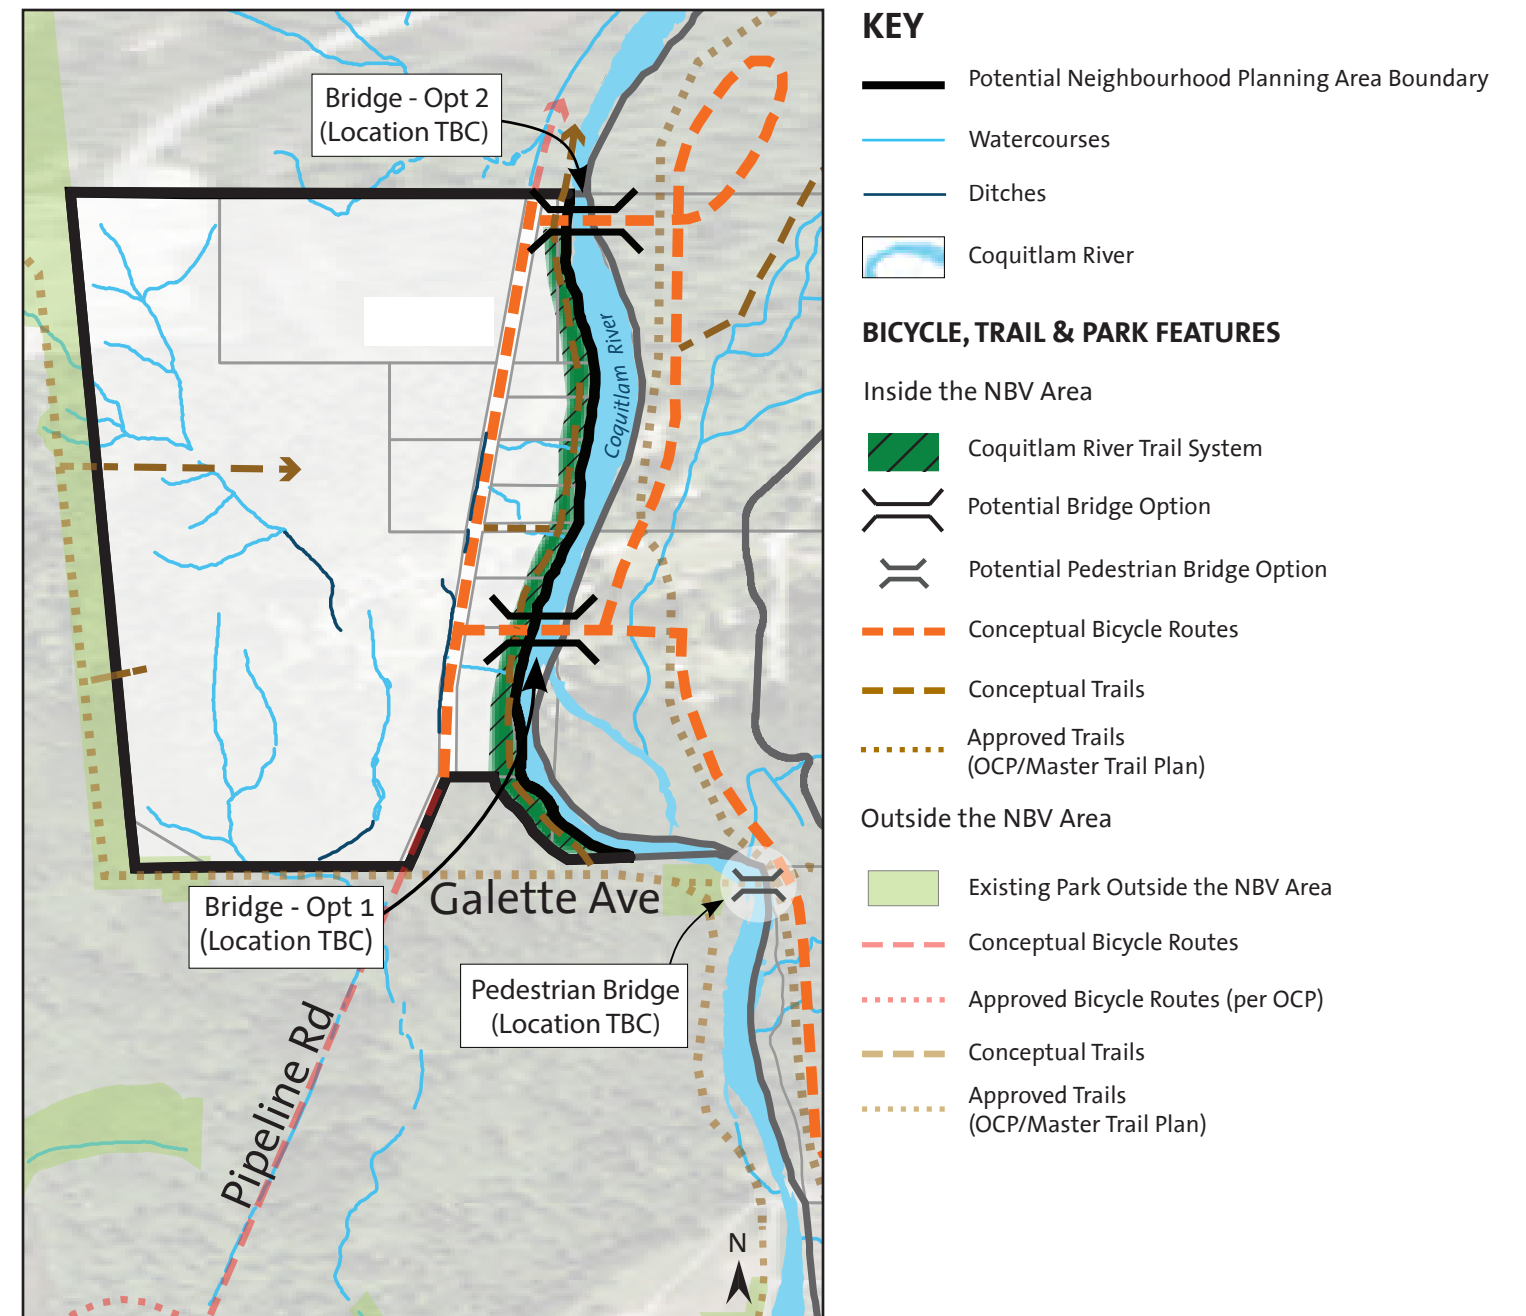 Bridge - Opt 2
(Location TBC)
Coquitlam River
Bridge - Opt 1
(Location TBC)
Galette Ave
Pedestrian Bridge
(Location TBC)
Pipeline Rd
N
KEY
Potential Neighbourhood Planning Area Boundary
Watercourses
Ditches
Coquitlam River
BICYCLE, TRAIL & PARK FEATURES
Inside the NBV Area
Coquitlam River Trail System
Potential Bridge Option
Potential Pedestrian Bridge Option
Conceptual Bicycle Routes
Conceptual Trails
Approved Trails
(OCP/Master Trail Plan)
Outside the NBV Area
Existing Park Outside the NBV Area
Conceptual Bicycle Routes
Approved Bicycle Routes (per OCP)
Conceptual Trails
Approved Trails
(OCP/Master Trail Plan)